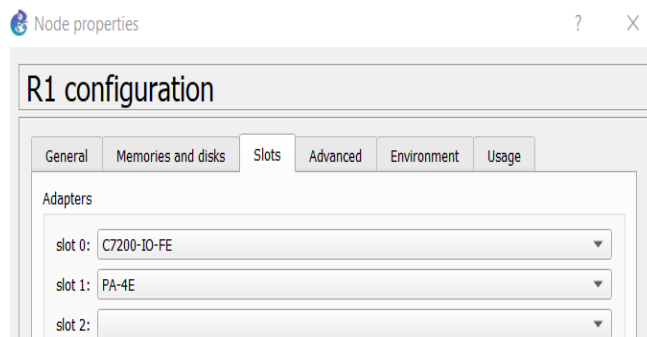 Node properties ? X
R1 configuration
General Memories and disks Slots Advanced Environment Usage
Adapters
slot 0: C7200-IO-FE
slot 1: PA-4E
slot 2: